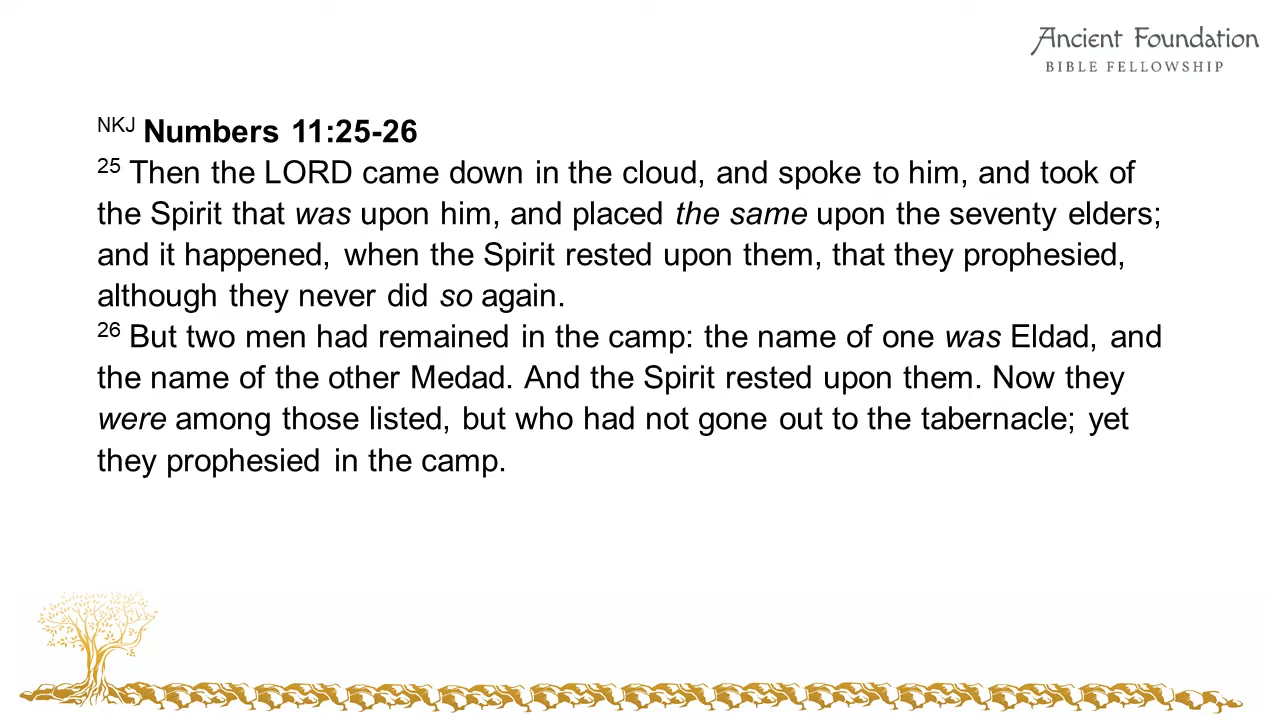 Ancient Foundation
BIBLE FELLOWSHIP
NKJ Numbers 11:25-26
25 Then the LORD came down in the cloud, and spoke to him, and took of
the Spirit that was upon him, and placed the same upon the seventy elders;
and it happened, when the Spirit rested upon them, that they prophesied,
although they never did so again.
26 But two men had remained in the camp: the name of one was Eldad, and
the name of the other Medad. And the Spirit rested upon them. Now they
were among those listed, but who had not gone out to the tabernacle; yet
they prophesied in the camp.